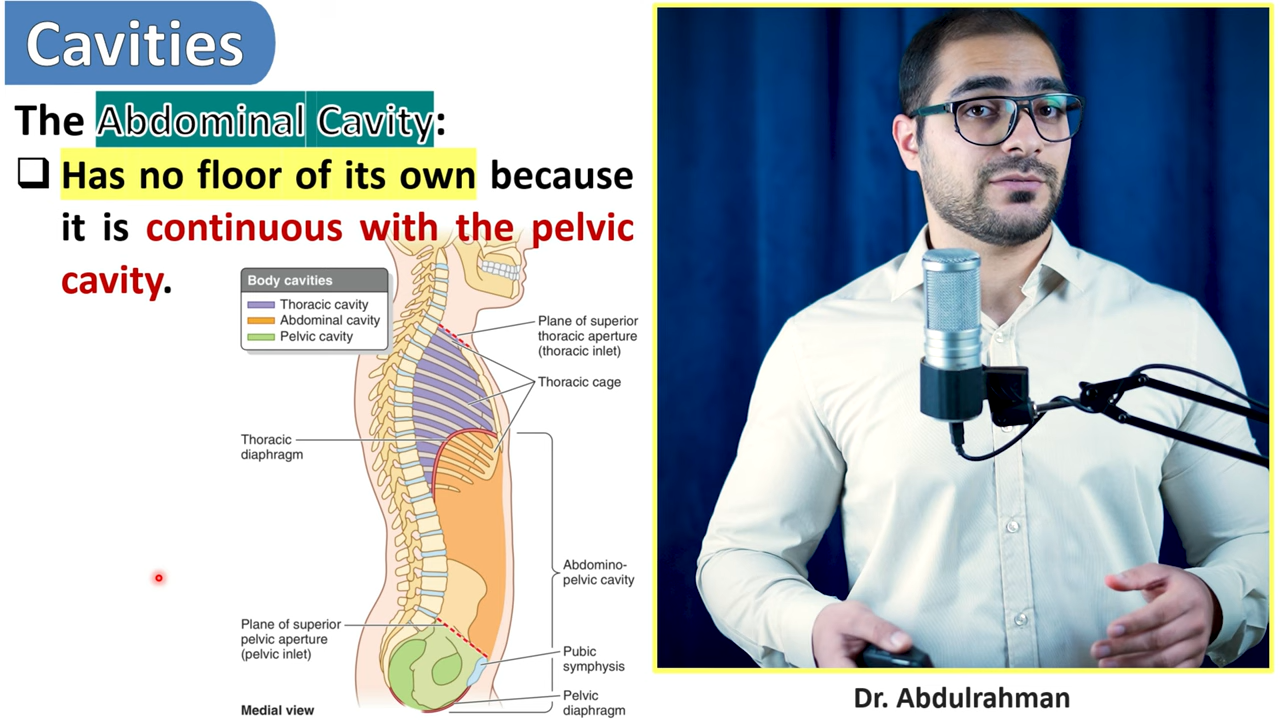 Cavities
The Abdominal Cavity:
Has no floor of its own because
it is continuous with the pelvic
cavity.
Body cavities
Thoracic cavity
Abdominal cavity
Pelvic cavity
Plane of superior
thoracic aperture
(thoracic inlet)
Thoracic cage
Thoracic
diaphragm
Abdomino-
pelvic cavity
Plane of superior
pelvic aperture
(pelvic inlet)
Pubic
symphysis
Pelvic
diaphragm
Medial view
Dr. Abdulrahman